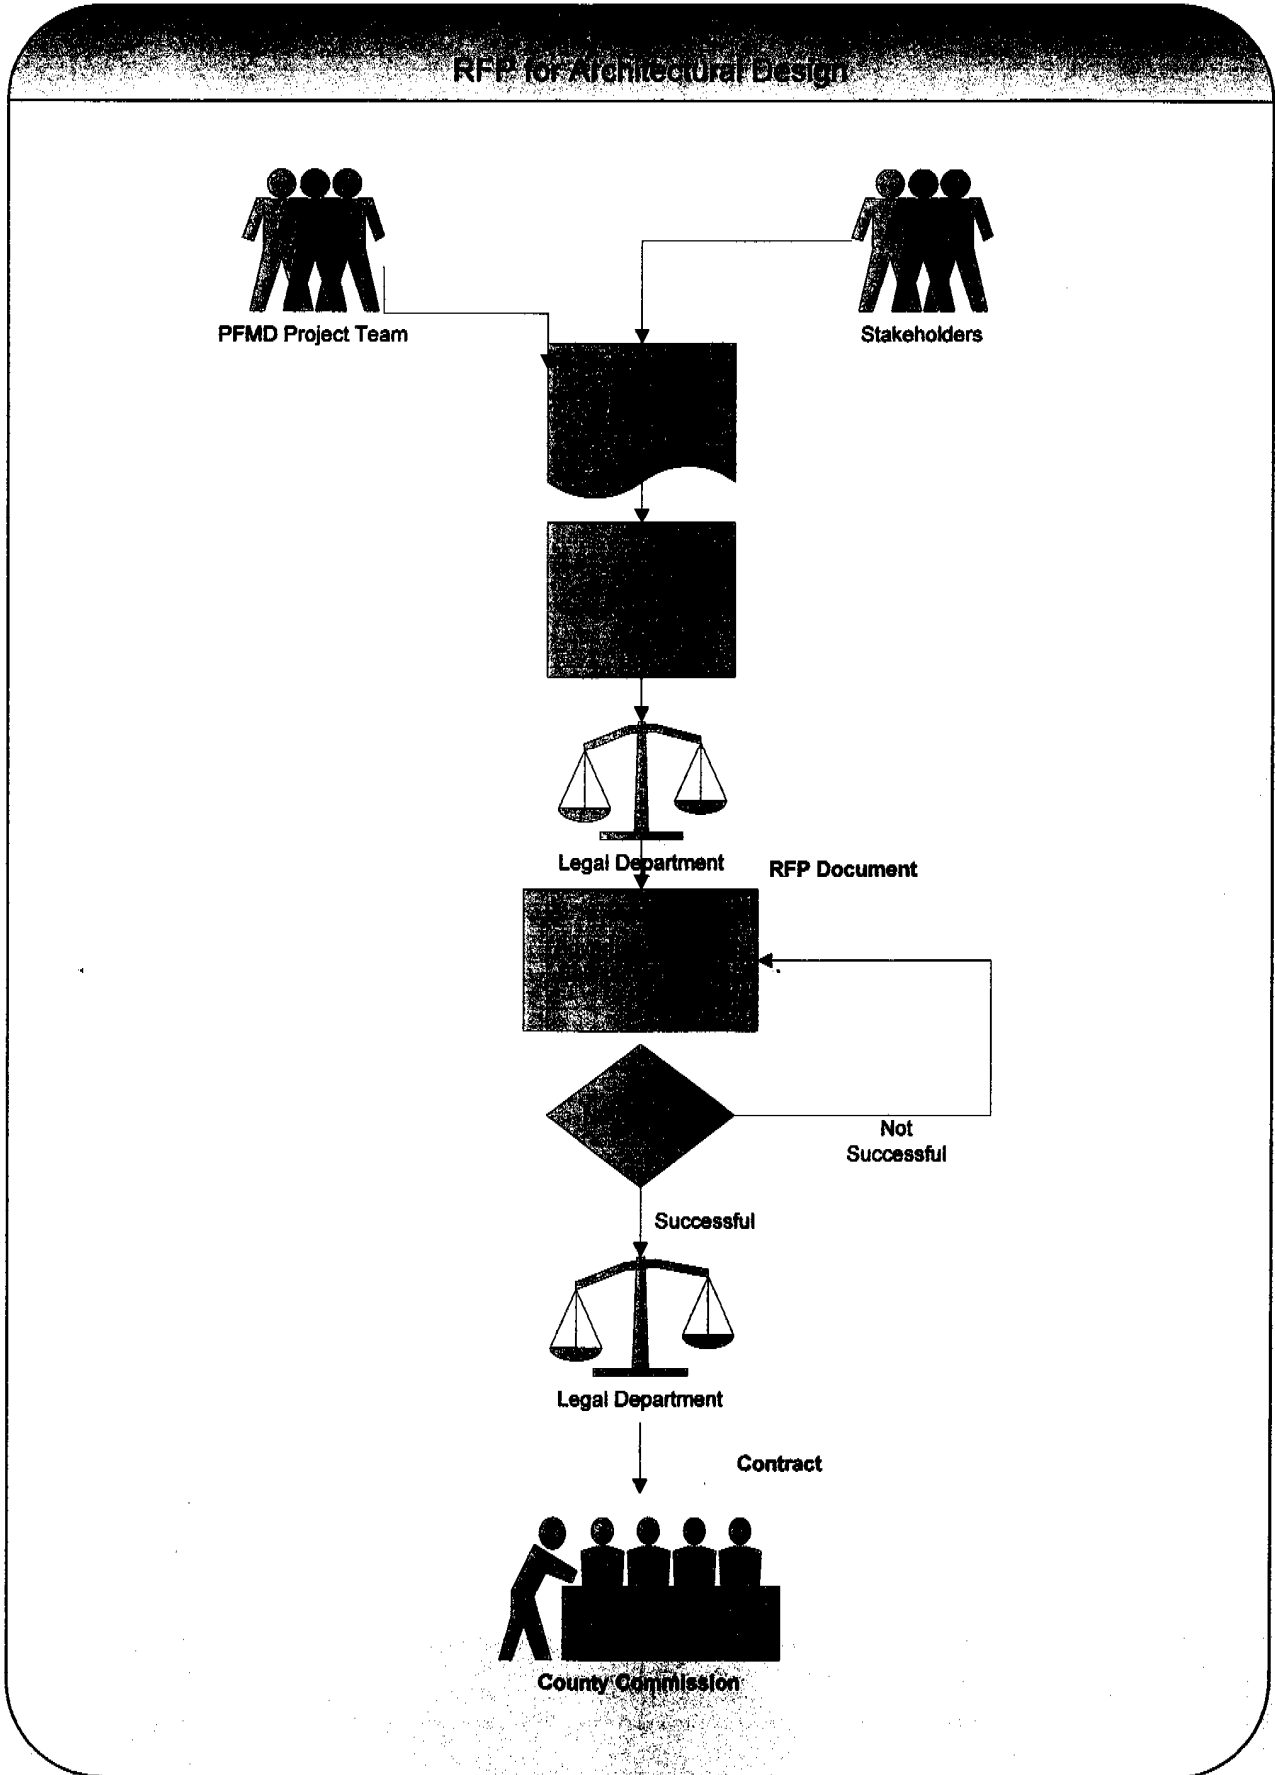 RFP for Architectural Design
PFMD Project Team
Stakeholders
Legal Department
RFP Document
Not
Successful
Successful
Legal Department
Contract
County Commission